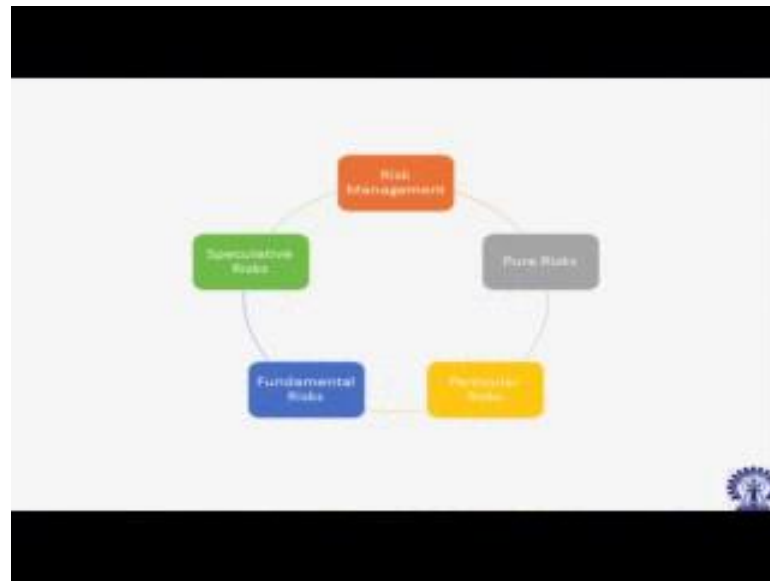 Risk
Management
Pure Risks
Particular
Risks
Fundamental
Risks
Speculative
Risks